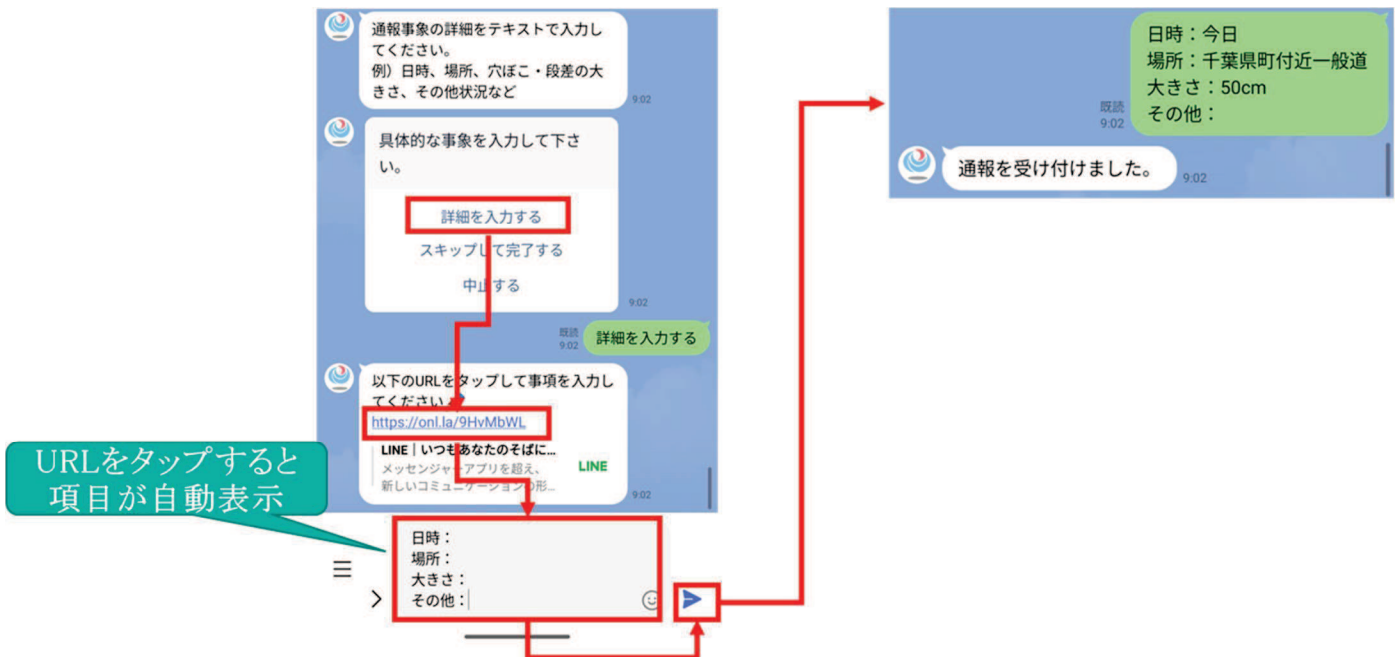 通報事象の詳細をテキストで入力し
てください。
例）日時、場所、穴ぼこ・段差の大
きさ、その他状況など
9:02
具体的な事象を入力して下さ
い。
詳細を入力する
スキップして完了する
中止する
9:02
既読
9:02
詳細を入力する
以下のURLをタップして事項を入力し
てください
https://onl.la/9HvMbWL
LINE｜いつもあなたのそばに...
メッセンジャーアプリを超え、
新しいコミュニケーションの形...
LINE
9:02
URLをタップすると
項目が自動表示
日時：
場所：
大きさ：
その他：
日時：今日
場所：千葉県町付近一般道
大きさ：50cm
その他：
既読
9:02
通報を受け付けました。
9:02